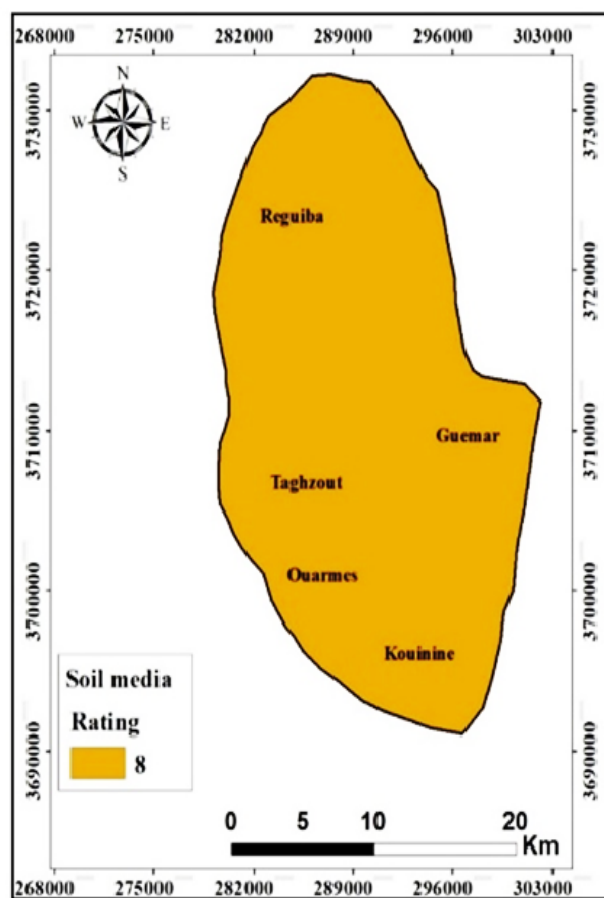 268000 275000 282000 289000 296000 303000
N
W E
S
3730000 3730000
Reguiba
3720000 3720000
3710000 3710000
Guemar
Taghzout
Ouarmes
3700000 3700000
Kouinine
Soil media
Rating
8
3690000 3690000
0 5 10 20
Km
268000 275000 282000 289000 296000 303000